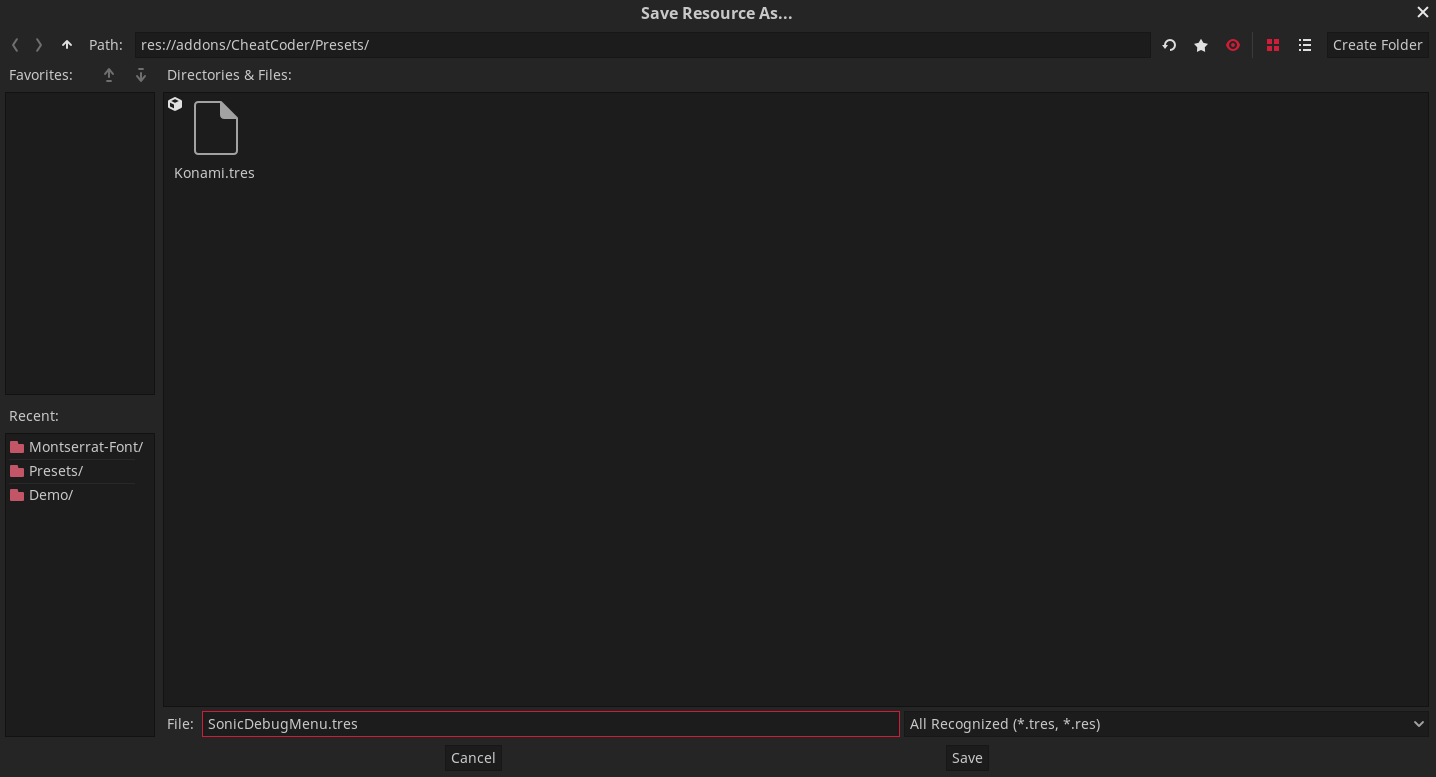 Save Resource As...
Path: res://addons/CheatCoder/Presets/ Create Folder
Favorites: Directories & Files:
Konami.tres
Recent:
Montserrat-Font/
Presets/
Demo/
File: SonicDebugMenu.tres All Recognized (*.tres, *.res)
Cancel Save